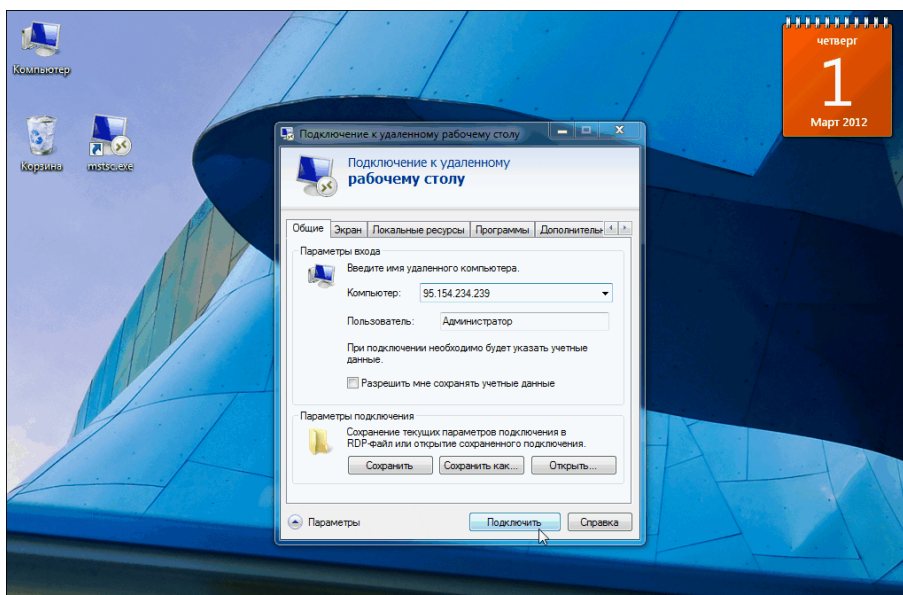 Компьютер
Корзина
mstsc.exe
четверг
1
Март 2012
Подключение к удаленному рабочему столу
Подключение к удаленному
рабочему столу
Общие Экран Локальные ресурсы Программы Дополнительн
Параметры входа
Введите имя удаленного компьютера.
Компьютер: 95.154.234.239
Пользователь: Администратор
При подключении необходимо будет указать учетные
данные.
Разрешить мне сохранять учетные данные
Параметры подключения
Сохранение текущих параметров подключения в
RDP-файл или открытие сохраненного подключения.
Сохранить Сохранить как... Открыть...
Параметры Подключить Справка